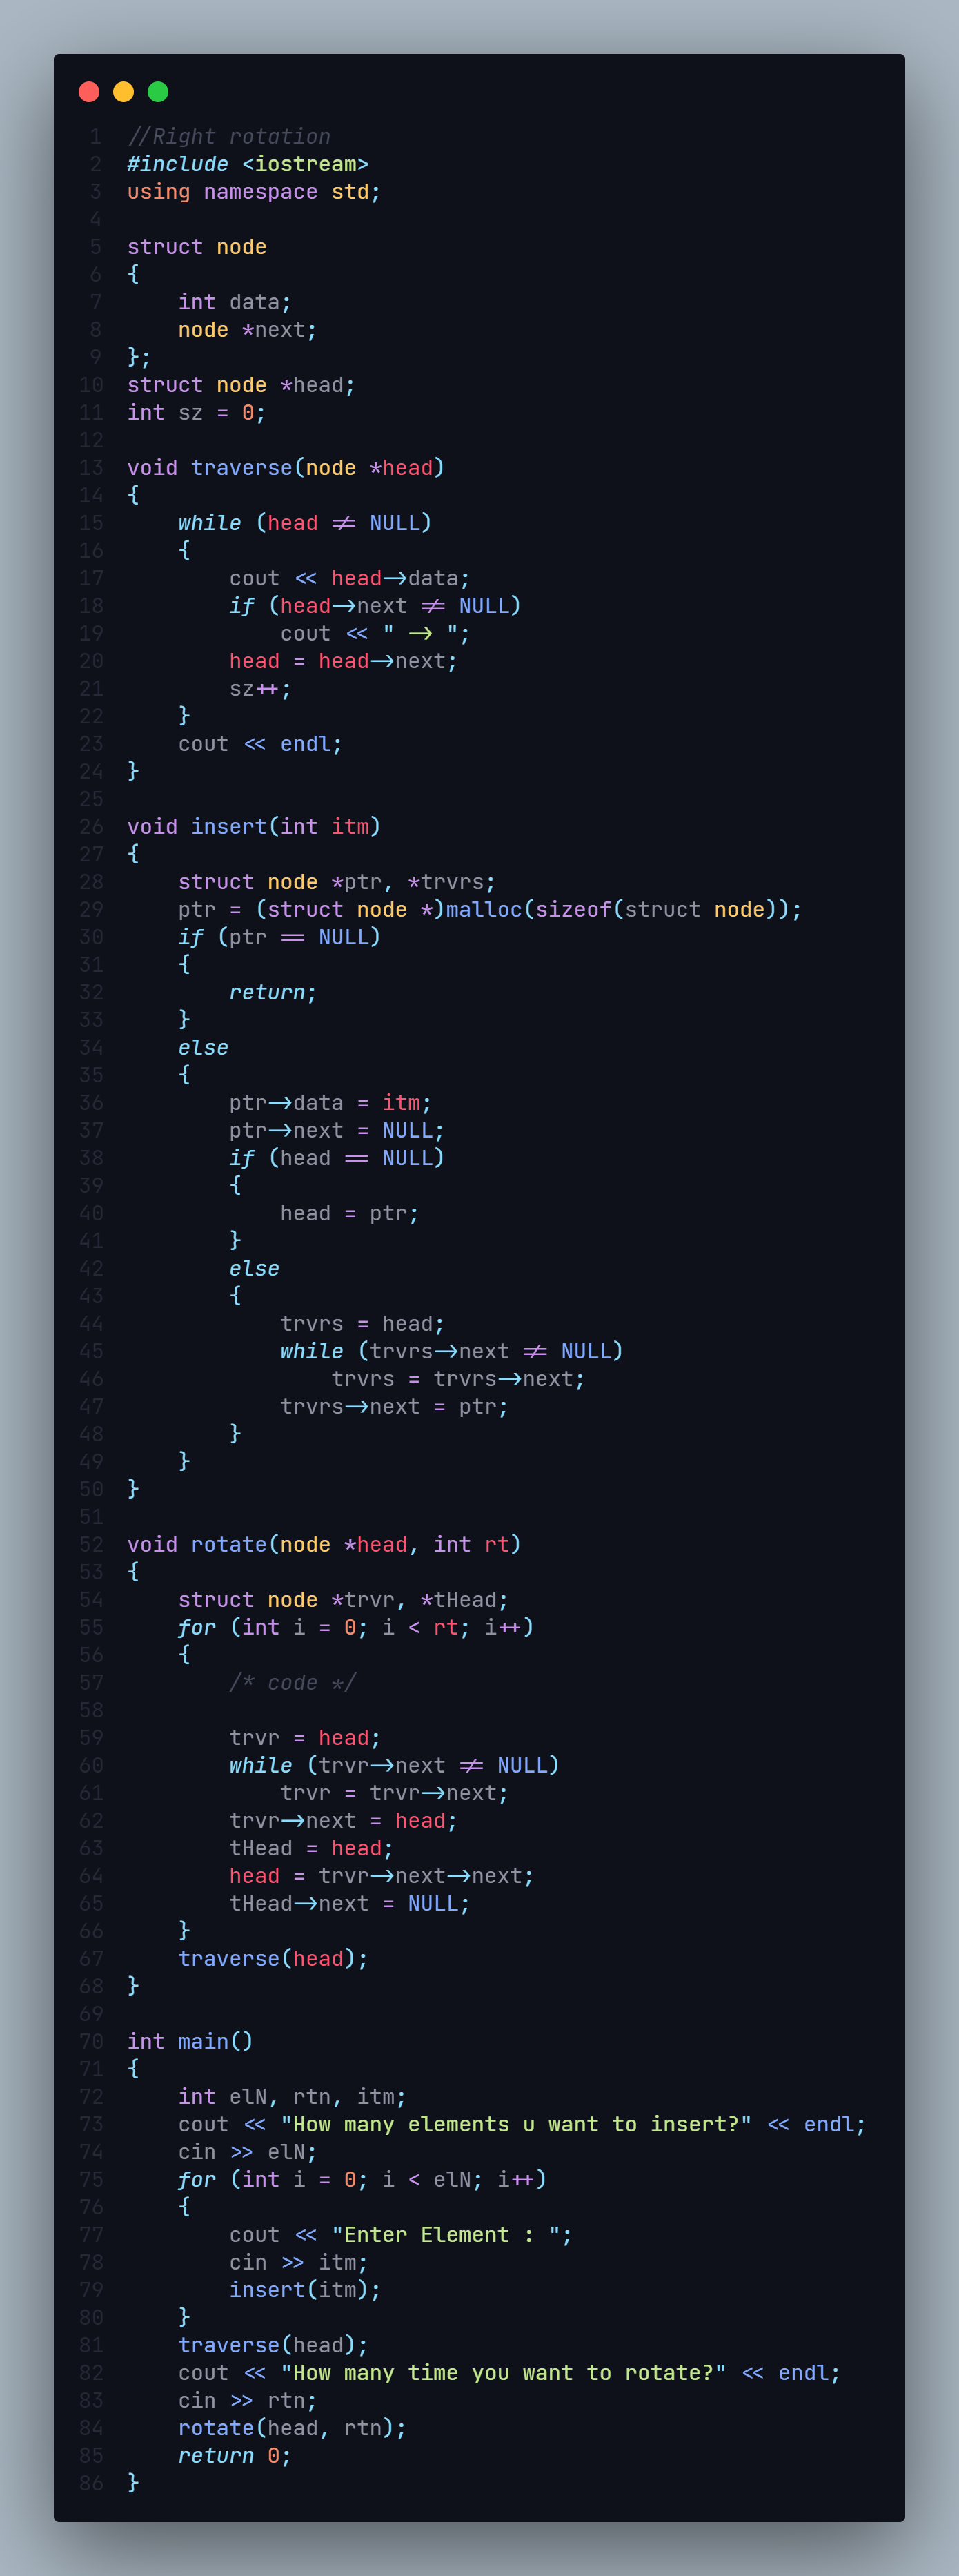 1 //Right rotation
2 #include <iostream>
3 using namespace std;
4
5 struct node
6 {
7     int data;
8     node *next;
9 };
10 struct node *head;
11 int sz = 0;
12
13 void traverse(node *head)
14 {
15     while (head != NULL)
16     {
17         cout << head->data;
18         if (head->next != NULL)
19             cout << " -> ";
20         head = head->next;
21         sz++;
22     }
23     cout << endl;
24 }
25
26 void insert(int itm)
27 {
28     struct node *ptr, *trvrs;
29     ptr = (struct node *)malloc(sizeof(struct node));
30     if (ptr == NULL)
31     {
32         return;
33     }
34     else
35     {
36         ptr->data = itm;
37         ptr->next = NULL;
38         if (head == NULL)
39         {
40             head = ptr;
41         }
42         else
43         {
44             trvrs = head;
45             while (trvrs->next != NULL)
46                 trvrs = trvrs->next;
47             trvrs->next = ptr;
48         }
49     }
50 }
51
52 void rotate(node *head, int rt)
53 {
54     struct node *trvr, *tHead;
55     for (int i = 0; i < rt; i++)
56     {
57         /* code */
58
59         trvr = head;
60         while (trvr->next != NULL)
61             trvr = trvr->next;
62         trvr->next = head;
63         tHead = head;
64         head = trvr->next->next;
65         tHead->next = NULL;
66     }
67     traverse(head);
68 }
69
70 int main()
71 {
72     int elN, rtn, itm;
73     cout << "How many elements u want to insert?" << endl;
74     cin >> elN;
75     for (int i = 0; i < elN; i++)
76     {
77         cout << "Enter Element : ";
78         cin >> itm;
79         insert(itm);
80     }
81     traverse(head);
82     cout << "How many time you want to rotate?" << endl;
83     cin >> rtn;
84     rotate(head, rtn);
85     return 0;
86 }